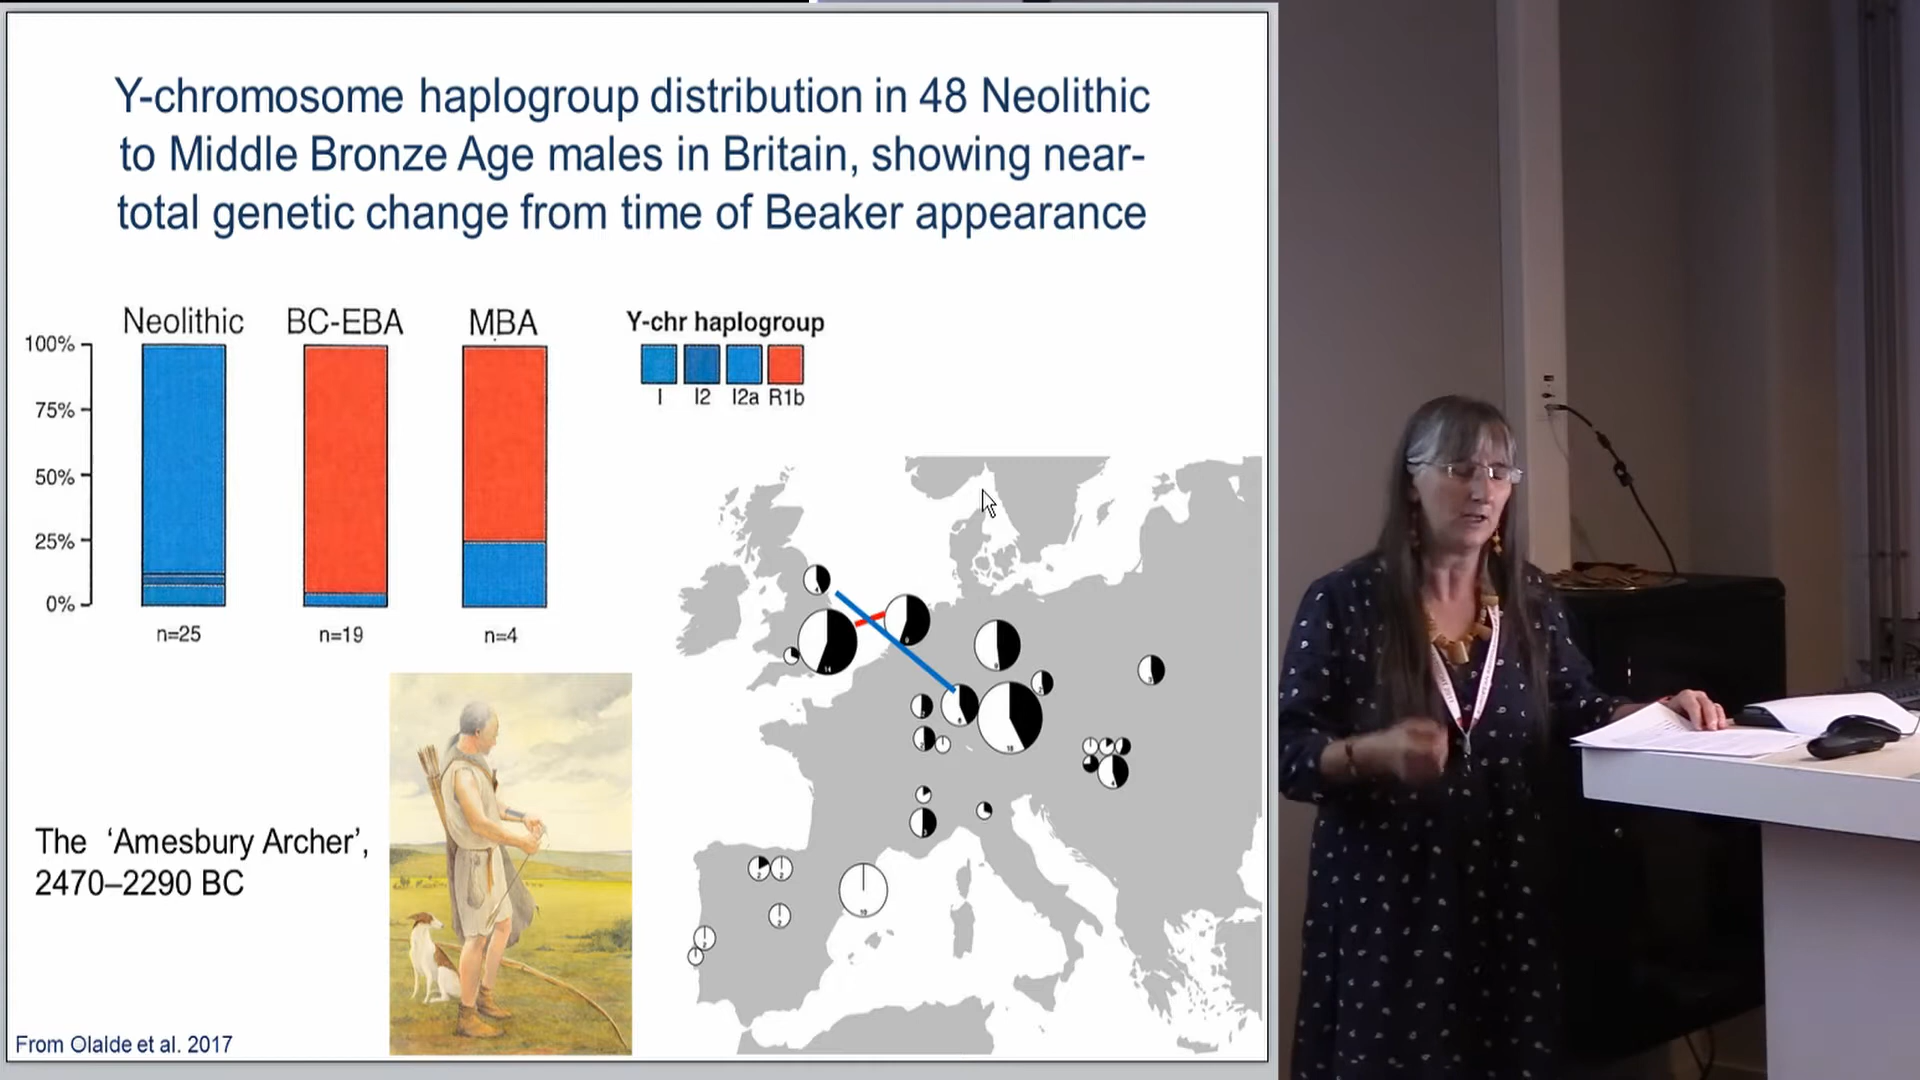 Y-chromosome haplogroup distribution in 48 Neolithic
to Middle Bronze Age males in Britain, showing near-
total genetic change from time of Beaker appearance
Neolithic BC-EBA MBA
Y-chr haplogroup
100%
75%
50%
25%
0%
I I2 I2a R1b
n=25 n=19 n=4
The ‘Amesbury Archer’,
2470–2290 BC
From Olalde et al. 2017